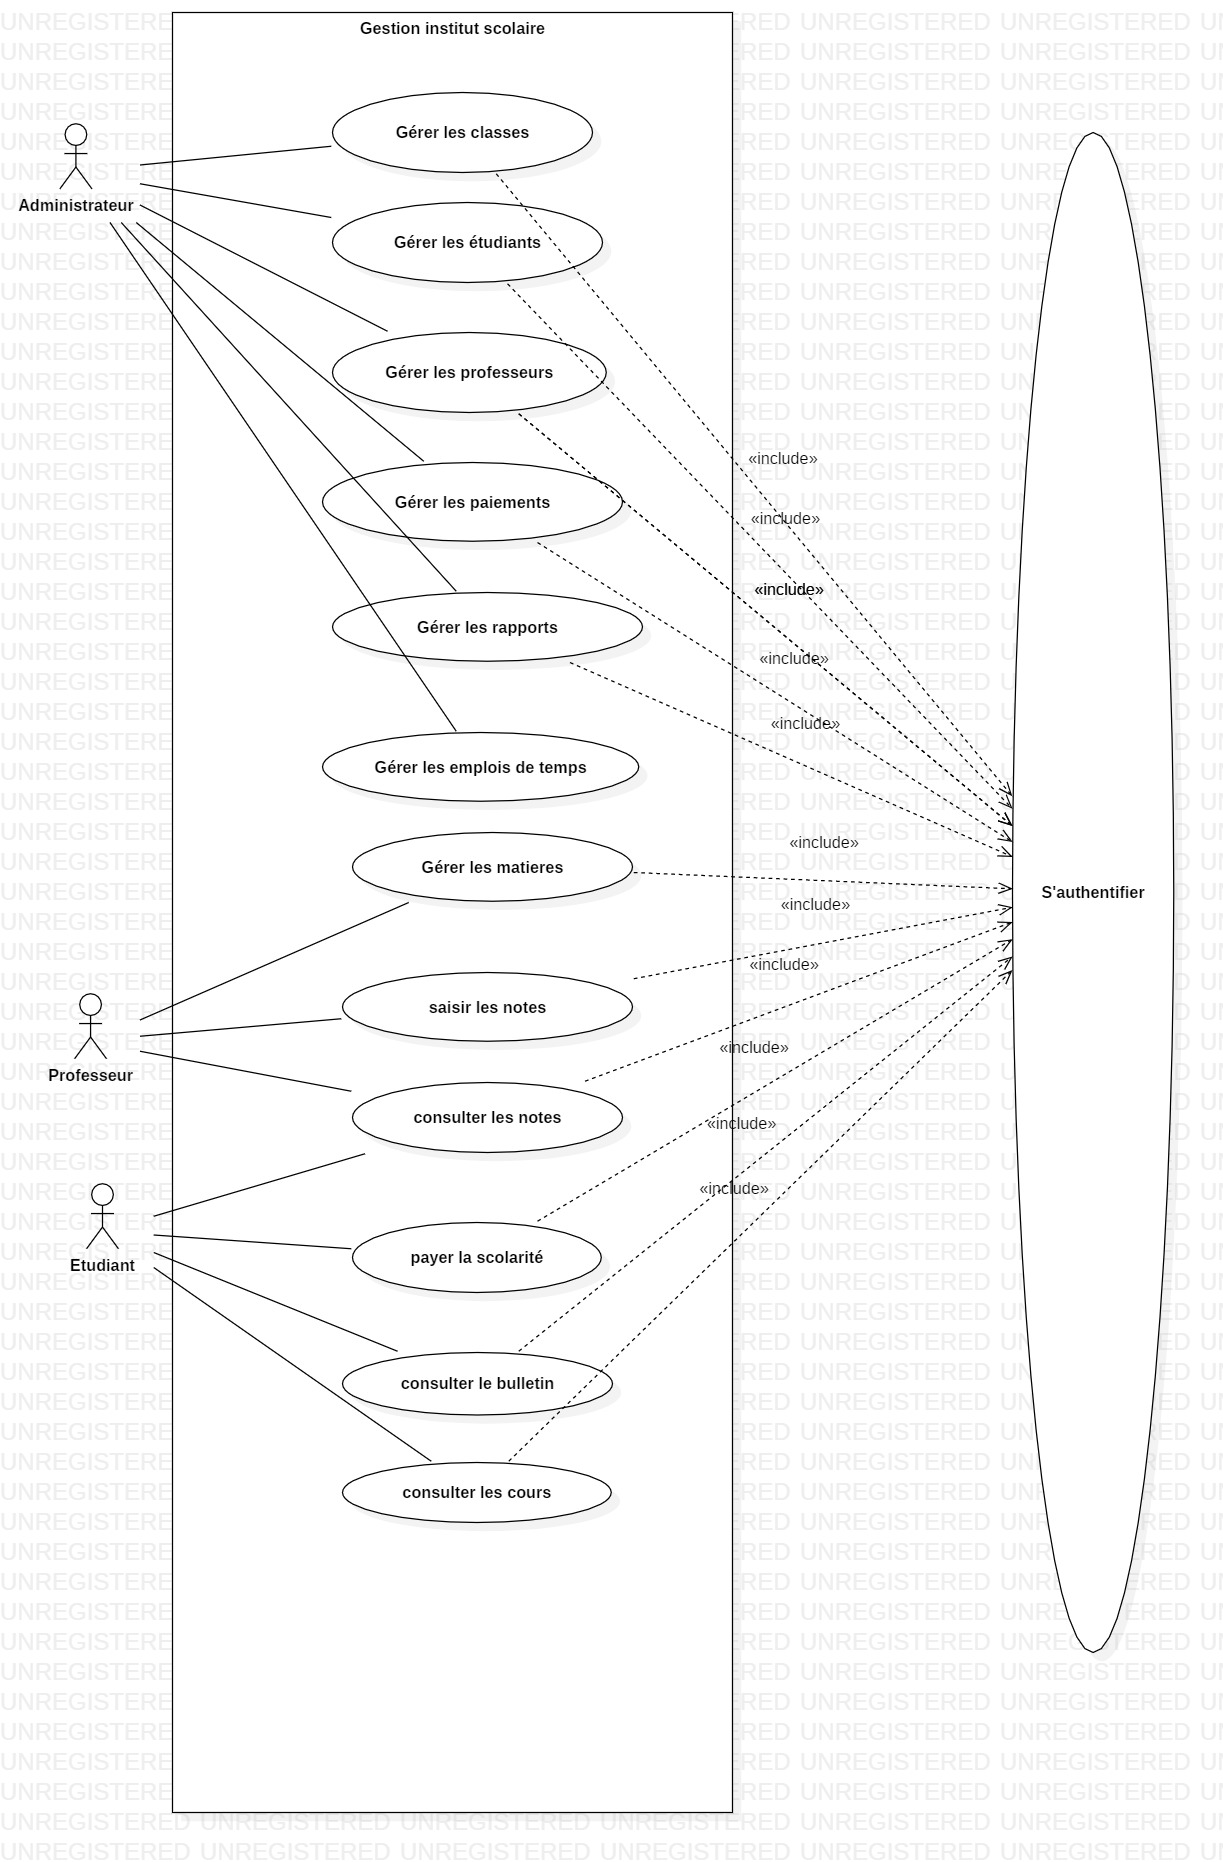 Gestion institut scolaire
Gérer les classes
Administrateur
Gérer les étudiants
Gérer les professeurs
«include»
Gérer les paiements
«include»
«include»
Gérer les rapports
«include»
«include»
Gérer les emplois de temps
«include»
Gérer les matieres
S'authentifier
«include»
«include»
saisir les notes
«include»
Professeur
consulter les notes
«include»
«include»
Etudiant
payer la scolarité
consulter le bulletin
consulter les cours
UNREGISTERED UNREGISTERED UNREGISTERED UNREGISTERED UNREGISTERED UNREGISTERED